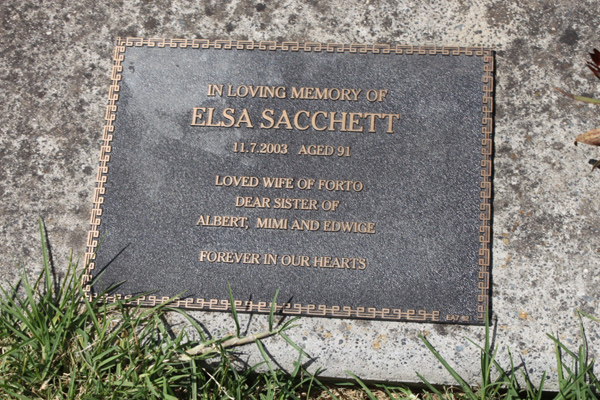 IN LOVING MEMORY OF
ELSA SACCHETT
11.7.2003 AGED 91
LOVED WIFE OF FORTO
DEAR SISTER OF
ALBERT, MIMI AND EDWIGE
FOREVER IN OUR HEARTS